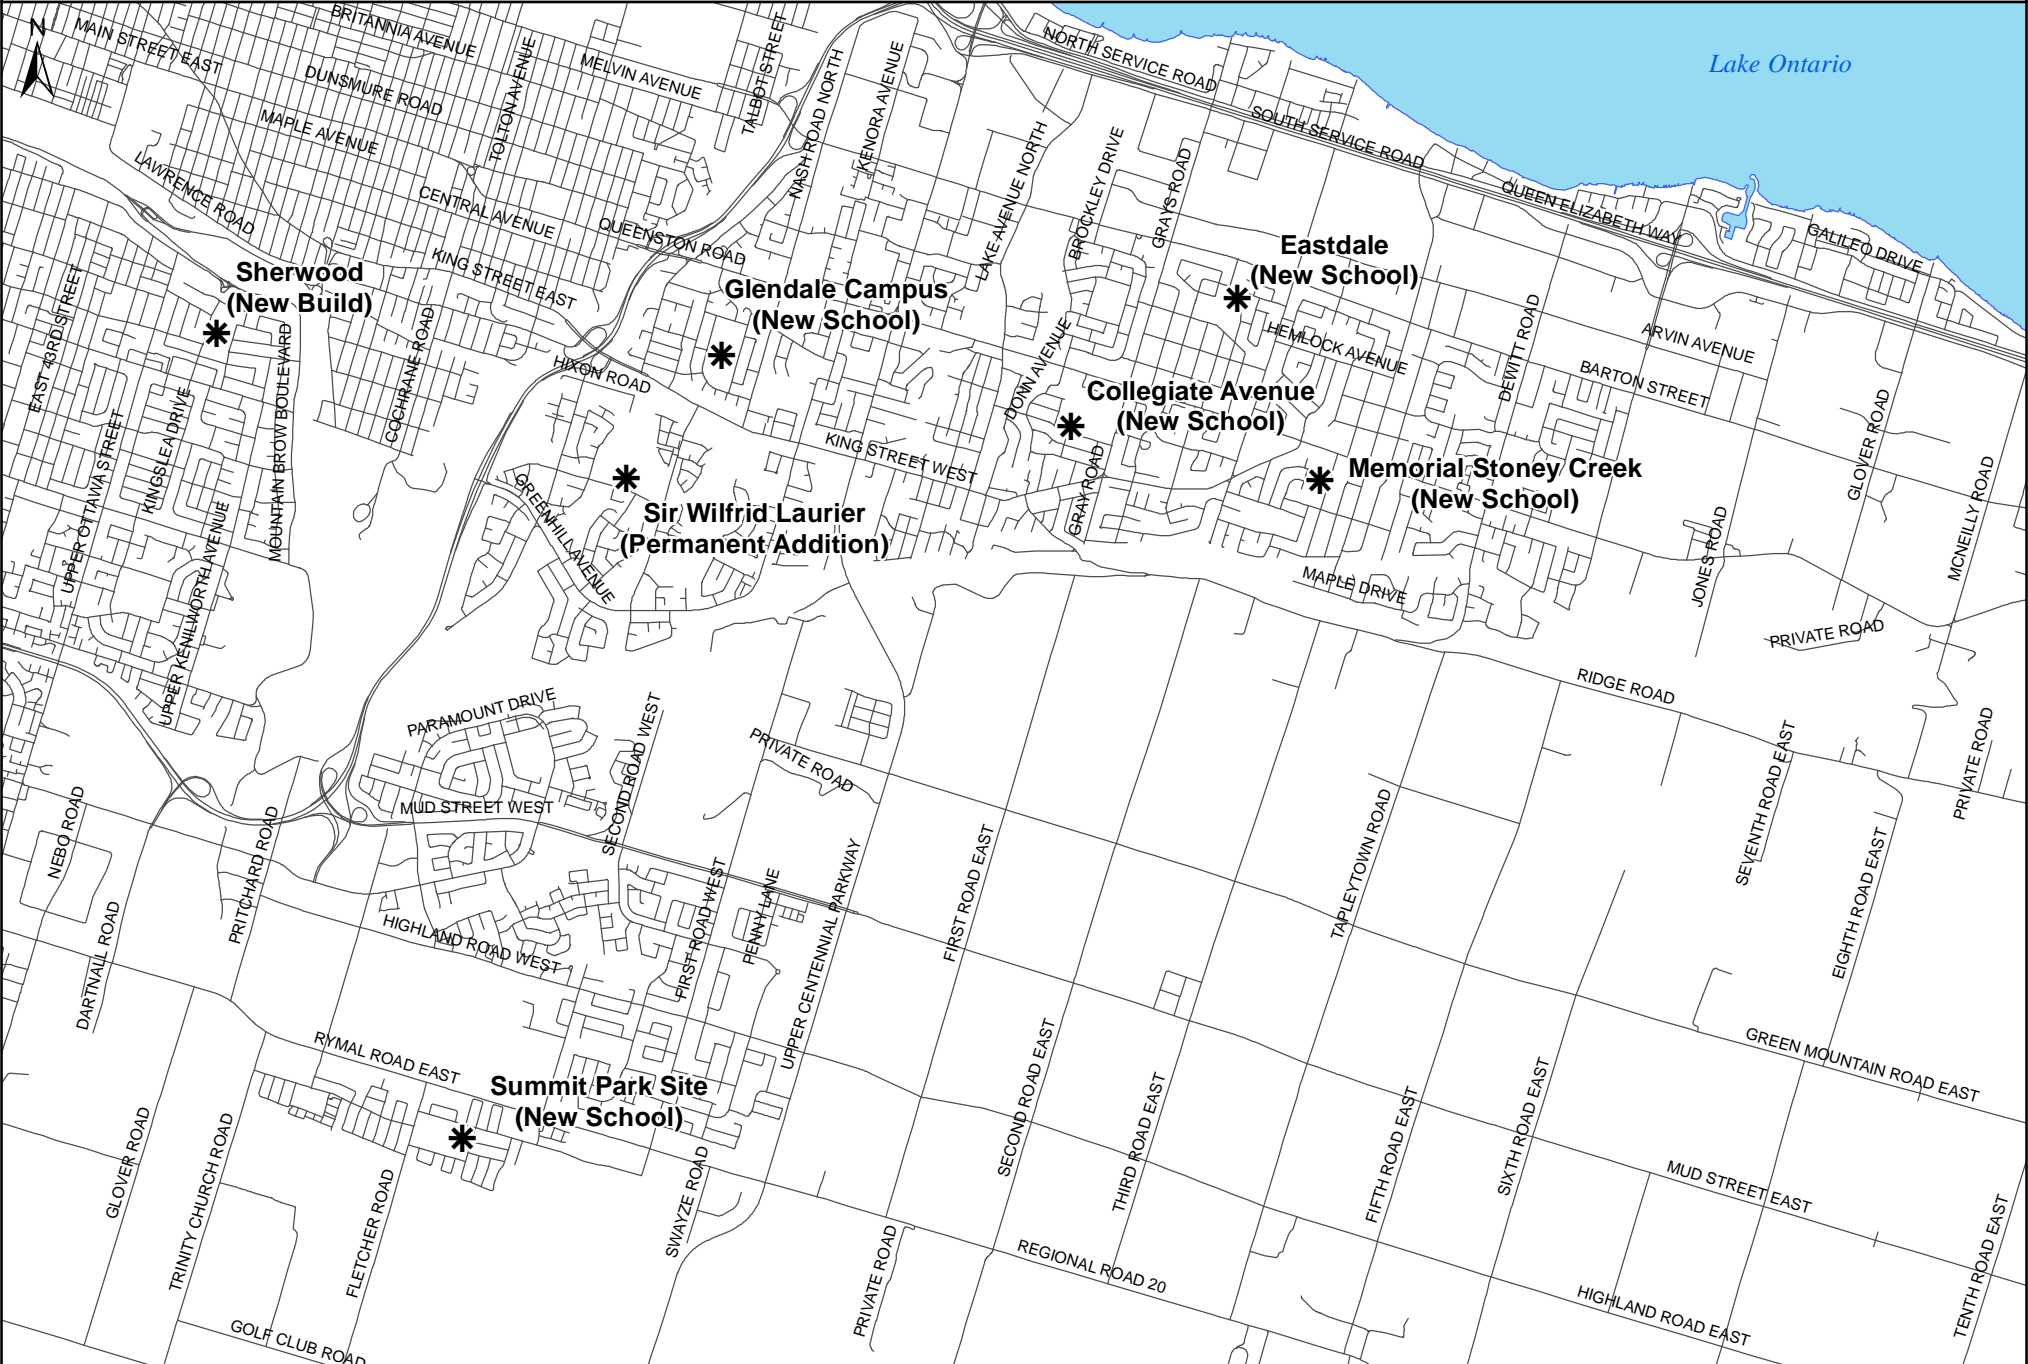 N
MAIN STREET EAST
BRITANNIA AVENUE
DUNSMURE ROAD
MAPLE AVENUE
TOLTON AVENUE
MELVIN AVENUE
TALBOT STREET
NASH ROAD NORTH
KENORA AVENUE
NORTH SERVICE ROAD
Lake Ontario
SOUTH SERVICE ROAD
LAWRENCE ROAD
CENTRAL AVENUE
QUEENSTON ROAD
KING STREET EAST
LAKE AVENUE NORTH
BROCKLEY DRIVE
GRAYS ROAD
QUEEN ELIZABETH WAY
GALILEO DRIVE
Sherwood
(New Build)
Glendale Campus
(New School)
Eastdale
(New School)
EAST 43RD STREET
MOUNTAIN BROW BOULEVARD
COCHRANE ROAD
HIXON ROAD
DONN AVENUE
HEMLOCK AVENUE
DEWITT ROAD
ARVIN AVENUE
BARTON STREET
Collegiate Avenue
(New School)
UPPER OTTAWA STREET
KINGSLEA DRIVE
UPPER KENILWORTH AVENUE
GREENHILL AVENUE
KING STREET WEST
GRAY ROAD
Memorial Stoney Creek
(New School)
Sir Wilfrid Laurier
(Permanent Addition)
GLOVER ROAD
MCNEILLY ROAD
JONES ROAD
MAPLE DRIVE
PRIVATE ROAD
RIDGE ROAD
PARAMOUNT DRIVE
SECOND ROAD WEST
PRIVATE ROAD
MUD STREET WEST
SEVENTH ROAD EAST
PRIVATE ROAD
NEBO ROAD
PRITCHARD ROAD
DARTNALL ROAD
HIGHLAND ROAD WEST
FIRST ROAD WEST
PENNY LANE
UPPER CENTENNIAL PARKWAY
FIRST ROAD EAST
TAPLEYTOWN ROAD
EIGHTH ROAD EAST
RYMAL ROAD EAST
Summit Park Site
(New School)
GREEN MOUNTAIN ROAD EAST
SECOND ROAD EAST
THIRD ROAD EAST
FIFTH ROAD EAST
SIXTH ROAD EAST
GLOVER ROAD
TRINITY CHURCH ROAD
FLETCHER ROAD
SWAYZE ROAD
PRIVATE ROAD
MUD STREET EAST
REGIONAL ROAD 20
HIGHLAND ROAD EAST
TENTH ROAD EAST
GOLF CLUB ROAD